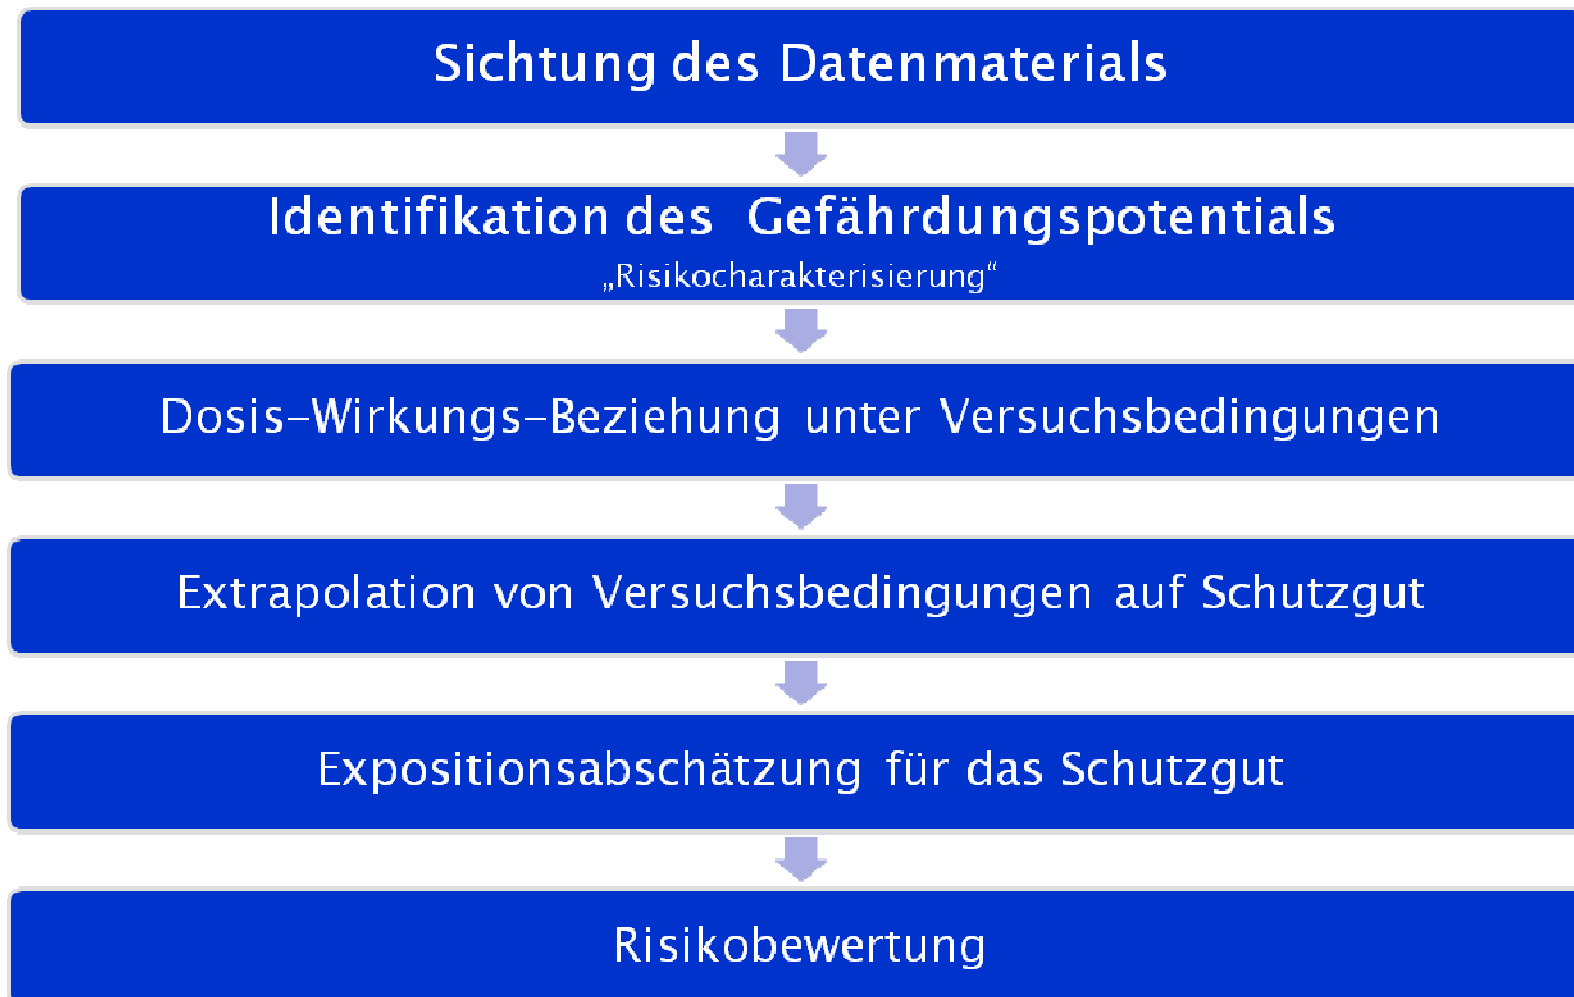 Sichtung des Datenmaterials
Identifikation des Gefährdungspotentials
„Risikocharakterisierung“
Dosis-Wirkungs-Beziehung unter Versuchsbedingungen
Extrapolation von Versuchsbedingungen auf Schutzgut
Expositionsabschätzung für das Schutzgut
Risikobewertung